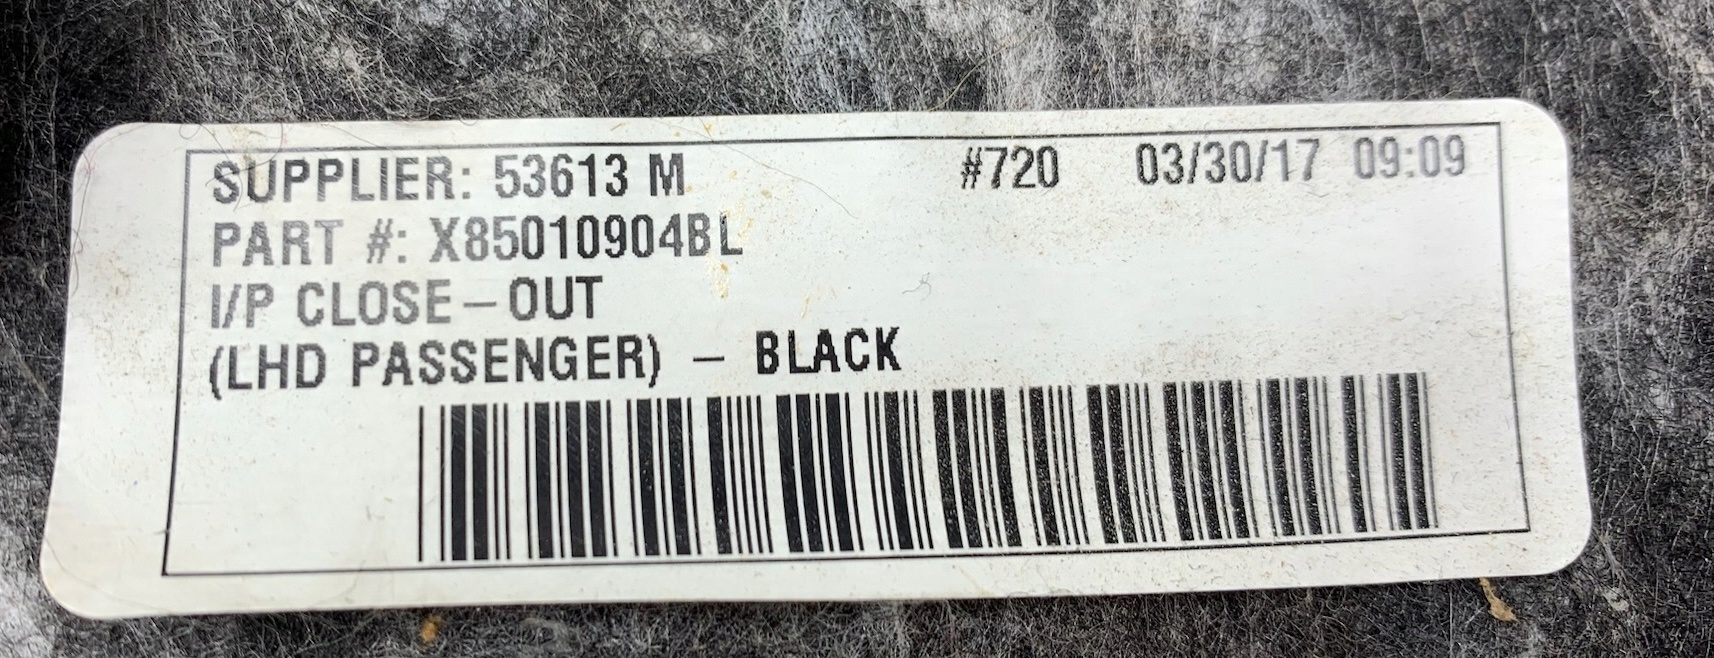 SUPPLIER: 53613 M #720 03/30/17 09:09
PART #: X85010904BL
I/P CLOSE-OUT
(LHD PASSENGER) - BLACK